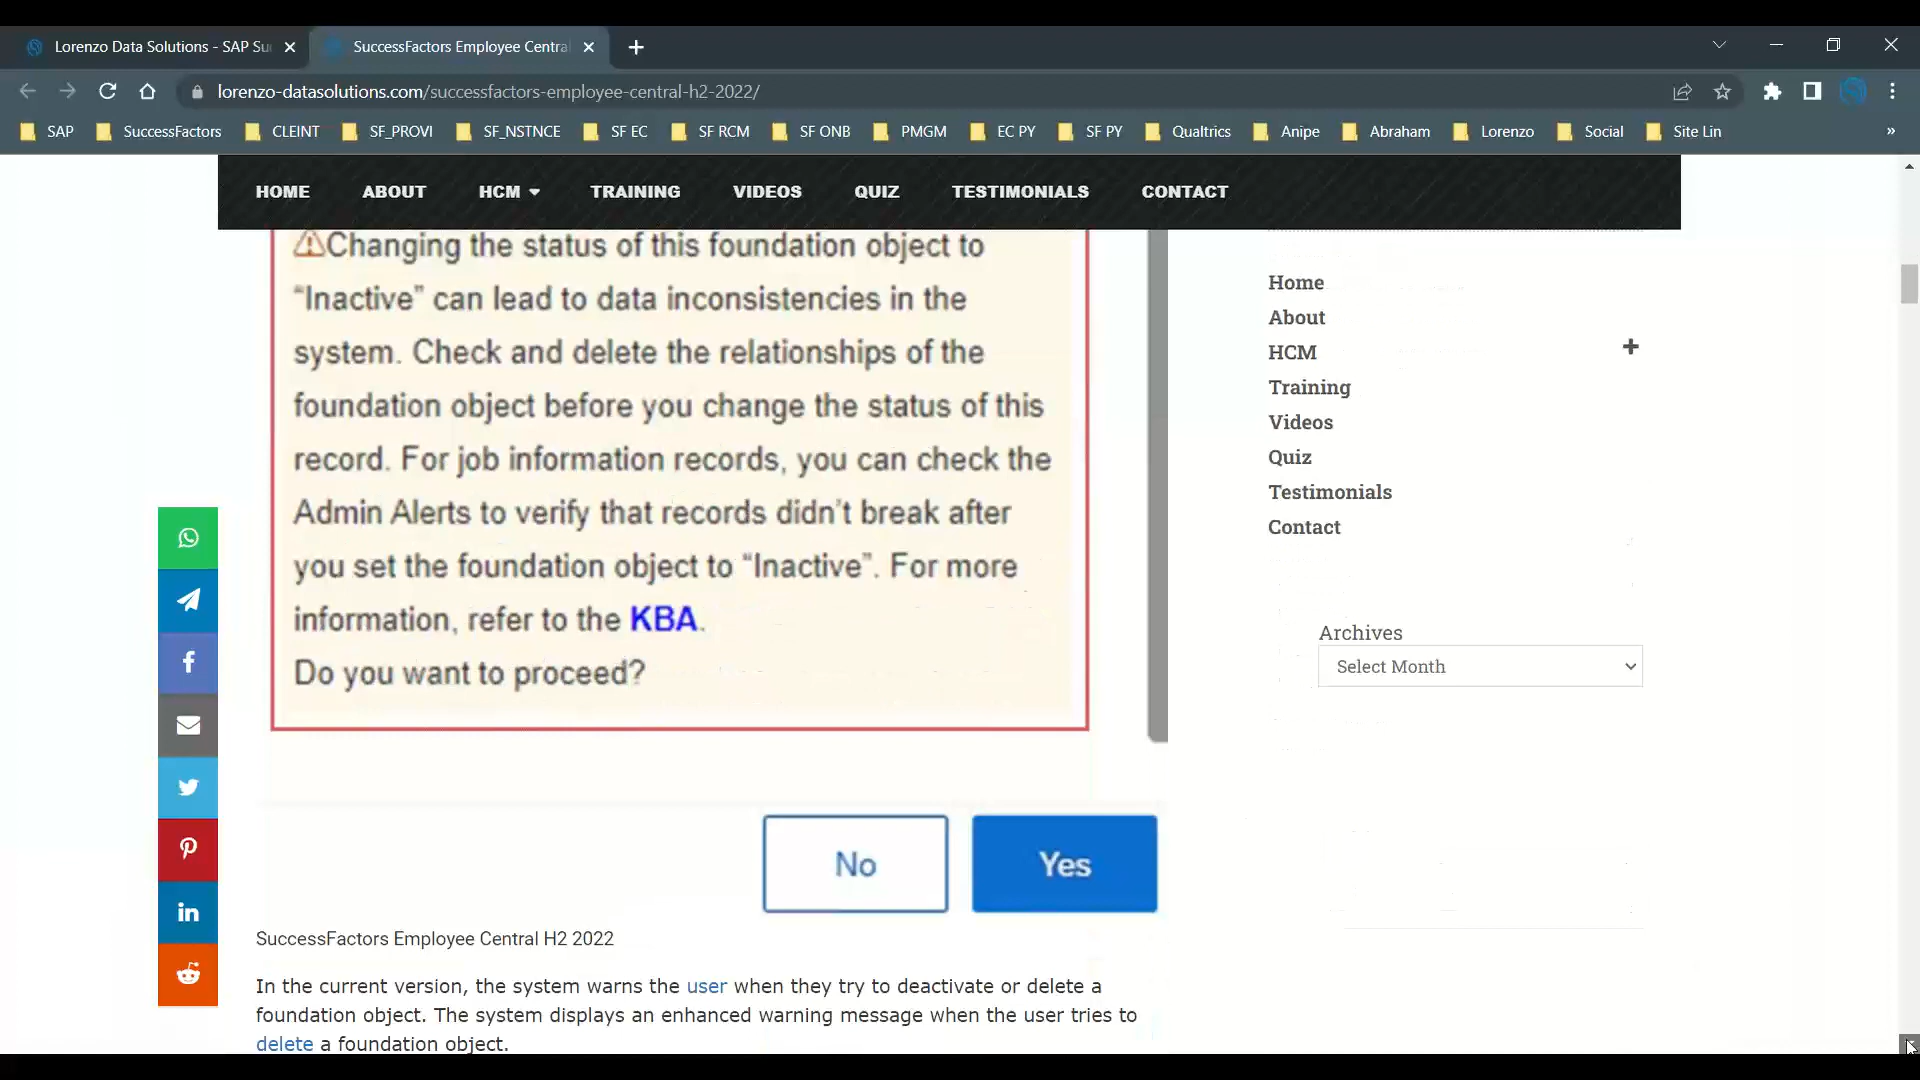 Lorenzo Data Solutions - SAP Su
SuccessFactors Employee Centra
lorenzo-datasolutions.com/successfactors-employee-central-h2-2022/
SAP SuccessFactors CLEINT SF_PROVI SF_NSTNCE SF EC SF RCM SF ONB PMGM EC PY SF PY Qualtrics Anipe Abraham Lorenzo Social Site Lin »
HOME ABOUT HCM TRAINING VIDEOS QUIZ TESTIMONIALS CONTACT
Changing the status of this foundation object to
“Inactive” can lead to data inconsistencies in the
system. Check and delete the relationships of the
foundation object before you change the status of this
record. For job information records, you can check the
Admin Alerts to verify that records didn’t break after
you set the foundation object to “Inactive”. For more
information, refer to the KBA.
Do you want to proceed?
No Yes
SuccessFactors Employee Central H2 2022
In the current version, the system warns the user when they try to deactivate or delete a
foundation object. The system displays an enhanced warning message when the user tries to
delete a foundation object.
Home
About
HCM
Training
Videos
Quiz
Testimonials
Contact
Archives
Select Month